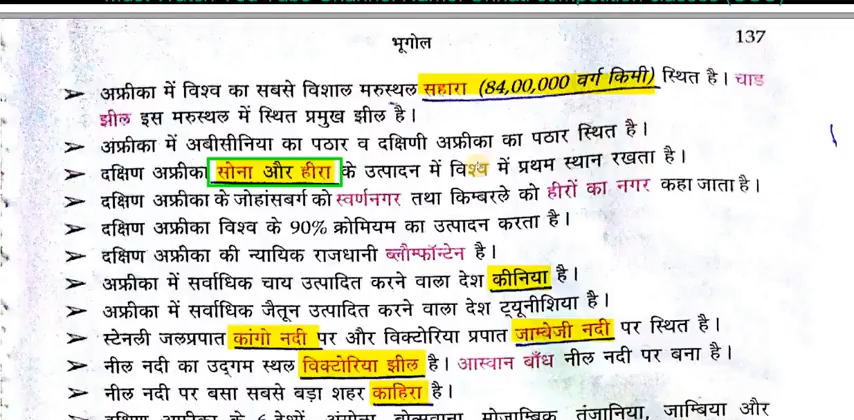 भूगोल
137
➤ अफ्रीका में विश्व का सबसे विशाल मरुस्थल सहारा (84,00,000 वर्ग किमी) स्थित है। चाड
झील इस मरुस्थल में स्थित प्रमुख झील है।
➤ अफ्रीका में अबीसीनिया का पठार व दक्षिणी अफ्रीका का पठार स्थित है।
➤ दक्षिण अफ्रीका सोना और हीरा के उत्पादन में विश्व में प्रथम स्थान रखता है।
➤ दक्षिण अफ्रीका के जोहांसबर्ग को स्वर्णनगर तथा किम्बरले को हीरों का नगर कहा जाता है।
➤ दक्षिण अफ्रीका विश्व के 90% क्रोमियम का उत्पादन करता है।
➤ दक्षिण अफ्रीका की न्यायिक राजधानी ब्लौम्फॉन्टेन है।
➤ अफ्रीका में सर्वाधिक चाय उत्पादित करने वाला देश कीनिया है।
➤ अफ्रीका में सर्वाधिक जैतून उत्पादित करने वाला देश ट्यूनीशिया है।
➤ स्टेनली जलप्रपात कांगो नदी पर और विक्टोरिया प्रपात जाम्बेजी नदी पर स्थित है।
➤ नील नदी का उद्गम स्थल विक्टोरिया झील है। आस्वान बाँध नील नदी पर बना है।
➤ नील नदी पर बसा सबसे बड़ा शहर काहिरा है।